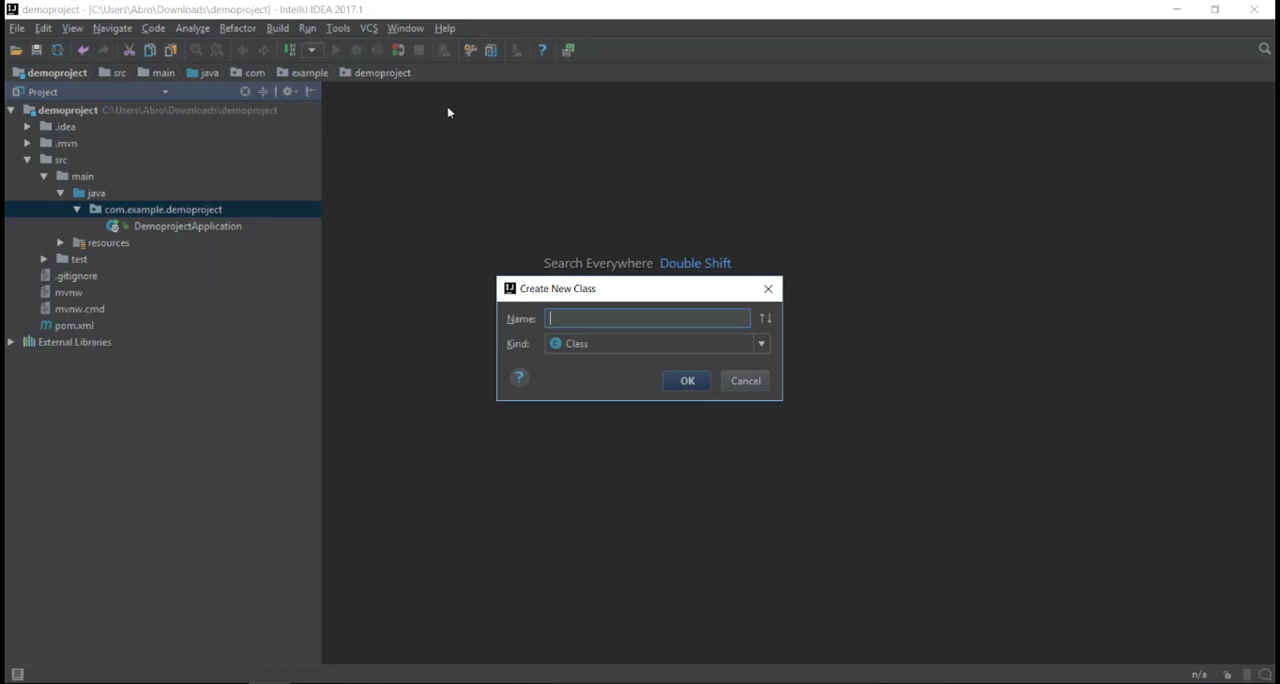 demoproject - [C:\Users\Abro\Downloads\demoproject] - IntelliJ IDEA 2017.1
File Edit View Navigate Code Analyze Refactor Build Run Tools VCS Window Help
demoproject src main java com example demoproject
Project
demoproject C:\Users\Abro\Downloads\demoproject
.idea
.mvn
src
main
java
com.example.demoproject
DemoprojectApplication
resources
test
.gitignore
mvnw
mvnw.cmd
pom.xml
External Libraries
Search Everywhere Double Shift
Create New Class
Name:
Kind: Class
OK Cancel
n/a